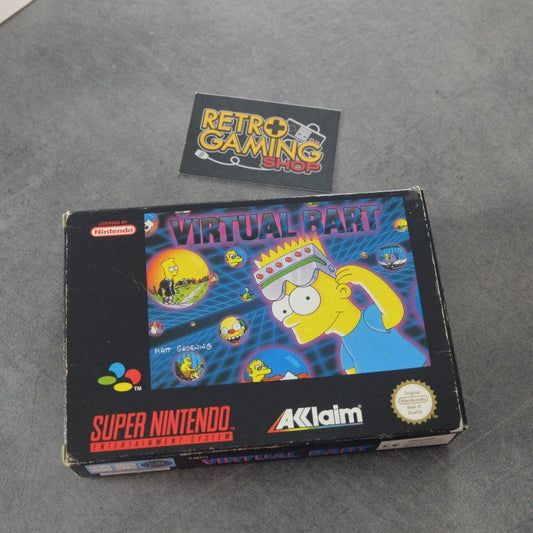 RETRO
GAMING
SHOP
LICENSED BY
Nintendo
VIRTUAL BART
MATT GROENING
TM
SUPER NINTENDO
ENTERTAINMENT SYSTEM
AKKlaim
Original
Nintendo
Seal of
Quality
VIRTUAL BART